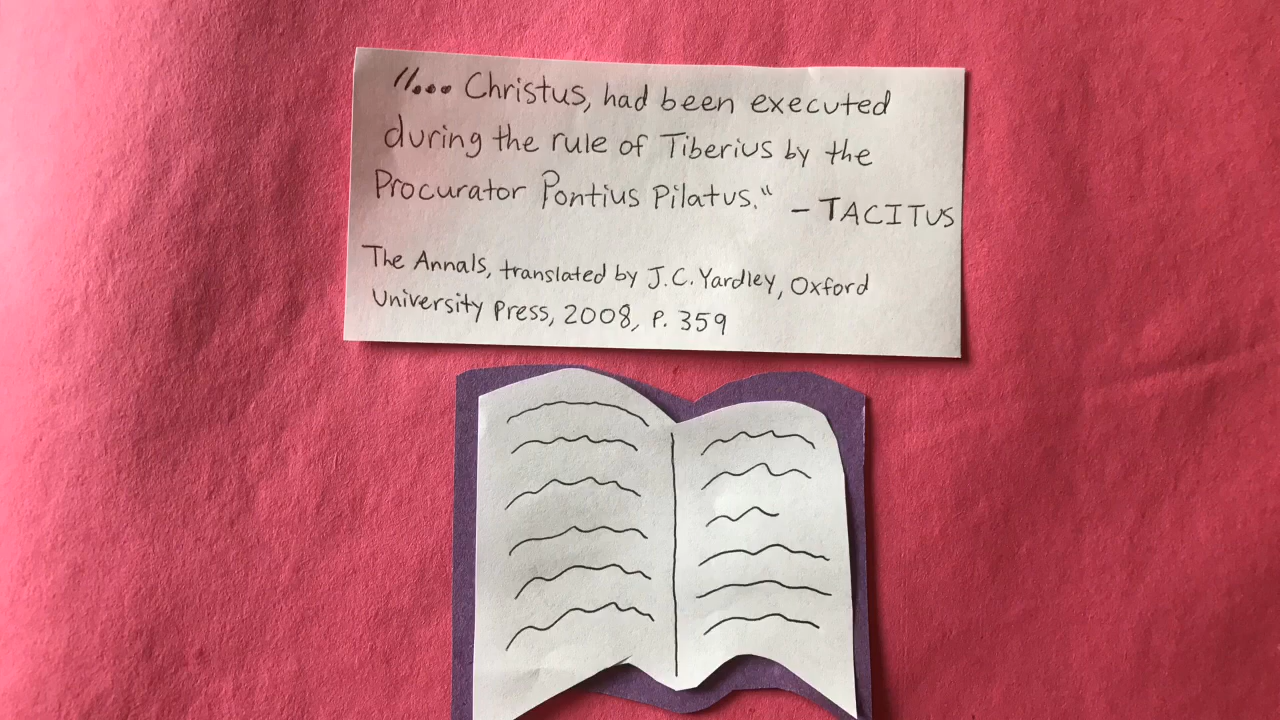 "... Christus, had been executed
during the rule of Tiberius by the
Procurator Pontius Pilatus." - TACITUS
The Annals, translated by J.C. Yardley, Oxford
University Press, 2008, P. 359